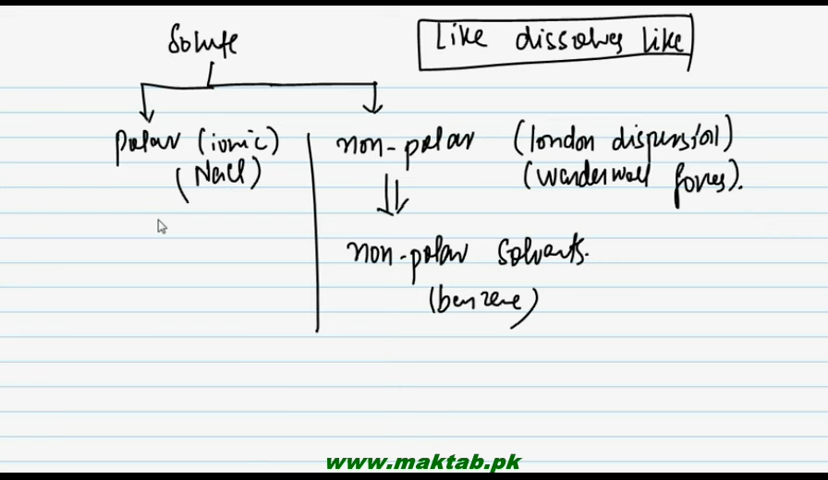 Solute
Like dissolves like
polar (ionic)
(NaCl)
non-polar (london dispersion)
(wanderwall forces).
non-polar solvents.
(benzene)
www.maktab.pk